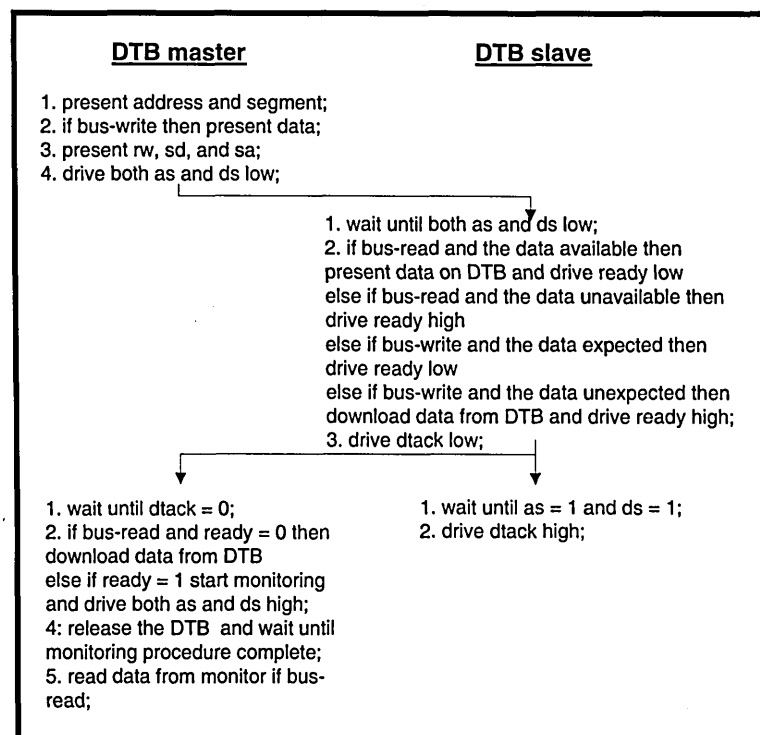 DTB master
DTB slave
1. present address and segment;
2. if bus-write then present data;
3. present rw, sd, and sa;
4. drive both as and ds low;
1. wait until both as and ds low;
2. if bus-read and the data available then
present data on DTB and drive ready low
else if bus-read and the data unavailable then
drive ready high
else if bus-write and the data expected then
drive ready low
else if bus-write and the data unexpected then
download data from DTB and drive ready high;
3. drive dtack low;
1. wait until dtack = 0;
2. if bus-read and ready = 0 then
download data from DTB
else if ready = 1 start monitoring
and drive both as and ds high;
4: release the DTB and wait until
monitoring procedure complete;
5. read data from monitor if bus-
read;
1. wait until as = 1 and ds = 1;
2. drive dtack high;